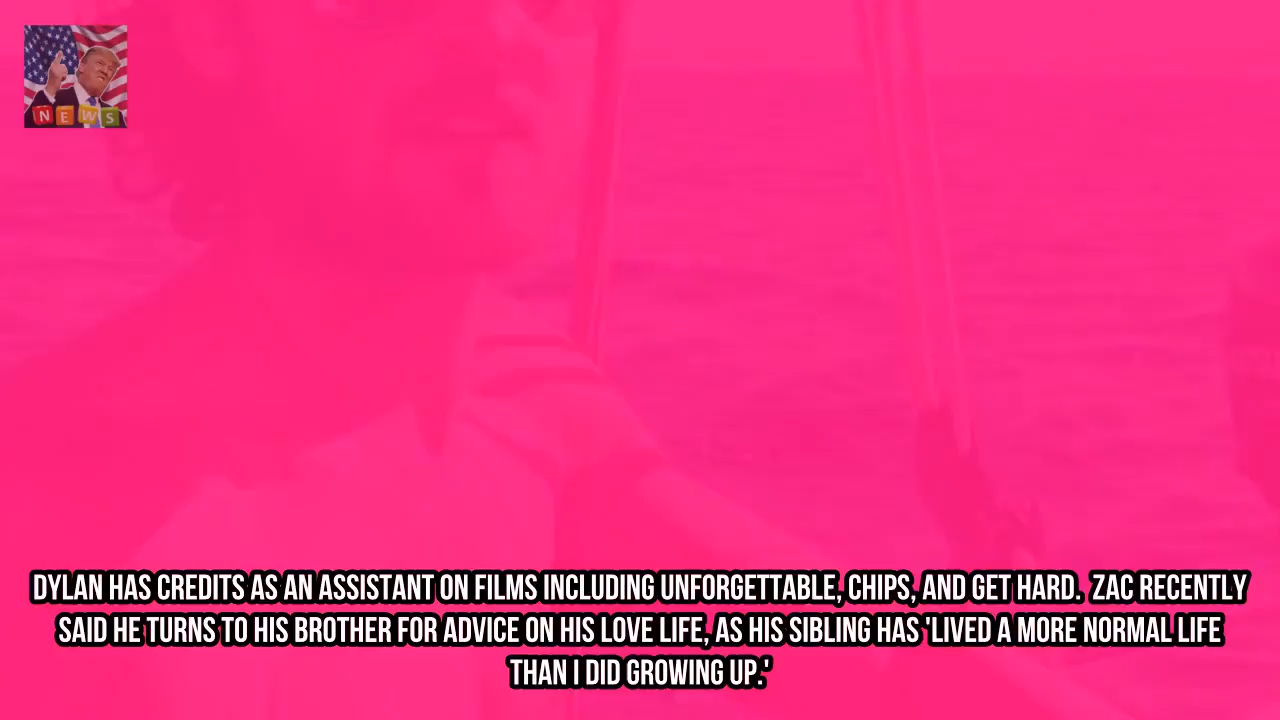 NEWS
DYLAN HAS CREDITS AS AN ASSISTANT ON FILMS INCLUDING UNFORGETTABLE, CHIPS, AND GET HARD.  ZAC RECENTLY
SAID HE TURNS TO HIS BROTHER FOR ADVICE ON HIS LOVE LIFE, AS HIS SIBLING HAS 'LIVED A MORE NORMAL LIFE
THAN I DID GROWING UP.'